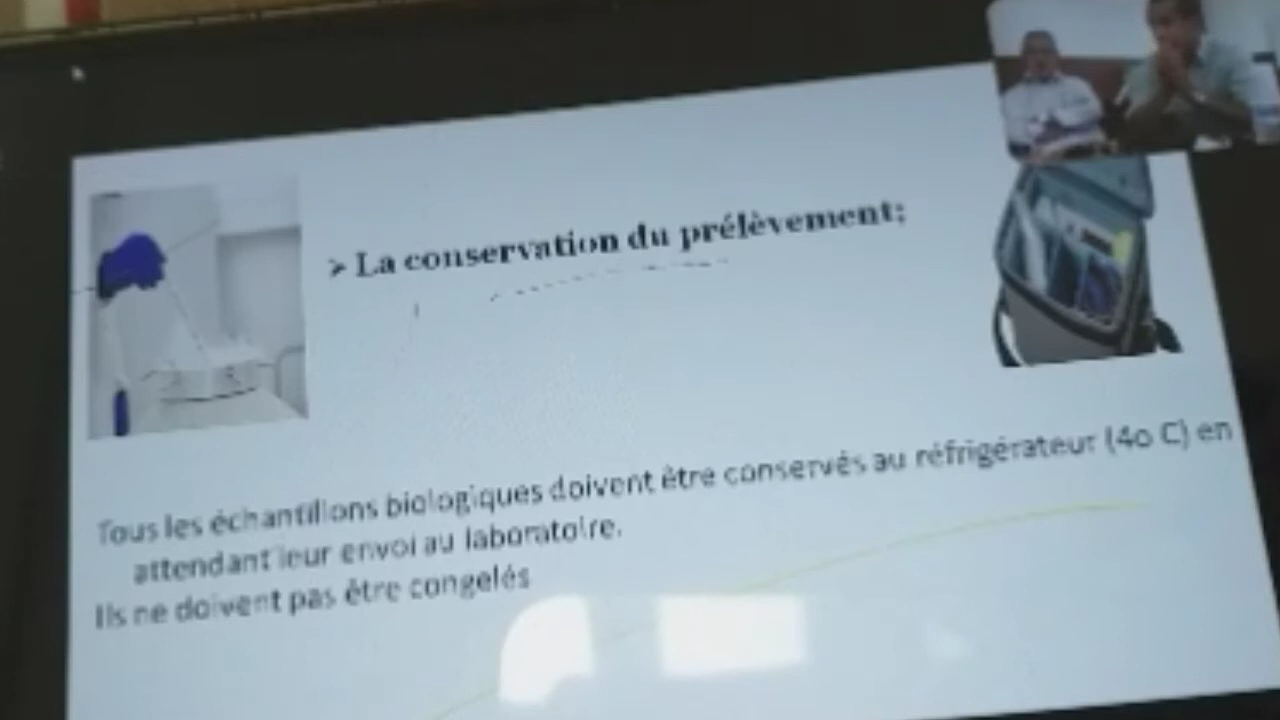 ➢ La conservation du prélèvement;
Tous les échantillons biologiques doivent être conservés au réfrigérateur (4o C) en
attendant leur envoi au laboratoire.
Ils ne doivent pas être congelés